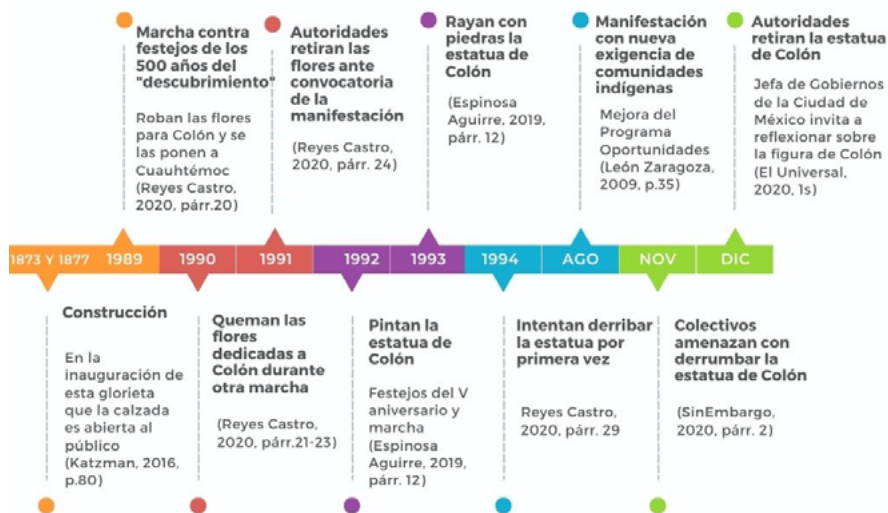 Marcha contra
festejos de los
500 años del
"descubrimiento"
Roban las flores
para Colón y se
las ponen a
Cuauhtémoc
(Reyes Castro,
2020, párr.20)
Autoridades
retiran las
flores ante
convocatoria
de la
manifestación
(Reyes Castro,
2020, párr. 24)
Rayan con
piedras la
estatua de
Colón
(Espinosa
Aguirre, 2019,
párr. 12)
Manifestación
con nueva
exigencia de
comunidades
indígenas
Mejora del
Programa
Oportunidades
(León Zaragoza,
2009, p.35)
Autoridades
retiran la estatua
de Colón
Jefa de Gobiernos
de la Ciudad de
México invita a
reflexionar sobre
la figura de Colón
(El Universal,
2020, 1s)
1873 Y 1877 1989 1990 1991 1992 1993 1994 AGO NOV DIC
Construcción
En la
inauguración de
esta glorieta
que la calzada
es abierta al
público
(Katzman, 2016,
p.80)
Queman las
flores
dedicadas a
Colón durante
otra marcha
(Reyes Castro,
2020, párr.21-23)
Pintan la
estatua de
Colón
Festejos del V
aniversario y
marcha
(Espinosa
Aguirre, 2019,
párr. 12)
Intentan derribar
la estatua por
primera vez
Reyes Castro,
2020, párr. 29
Colectivos
amenazan con
derrumbar la
estatua de Colón
(SinEmbargo,
2020, párr. 2)